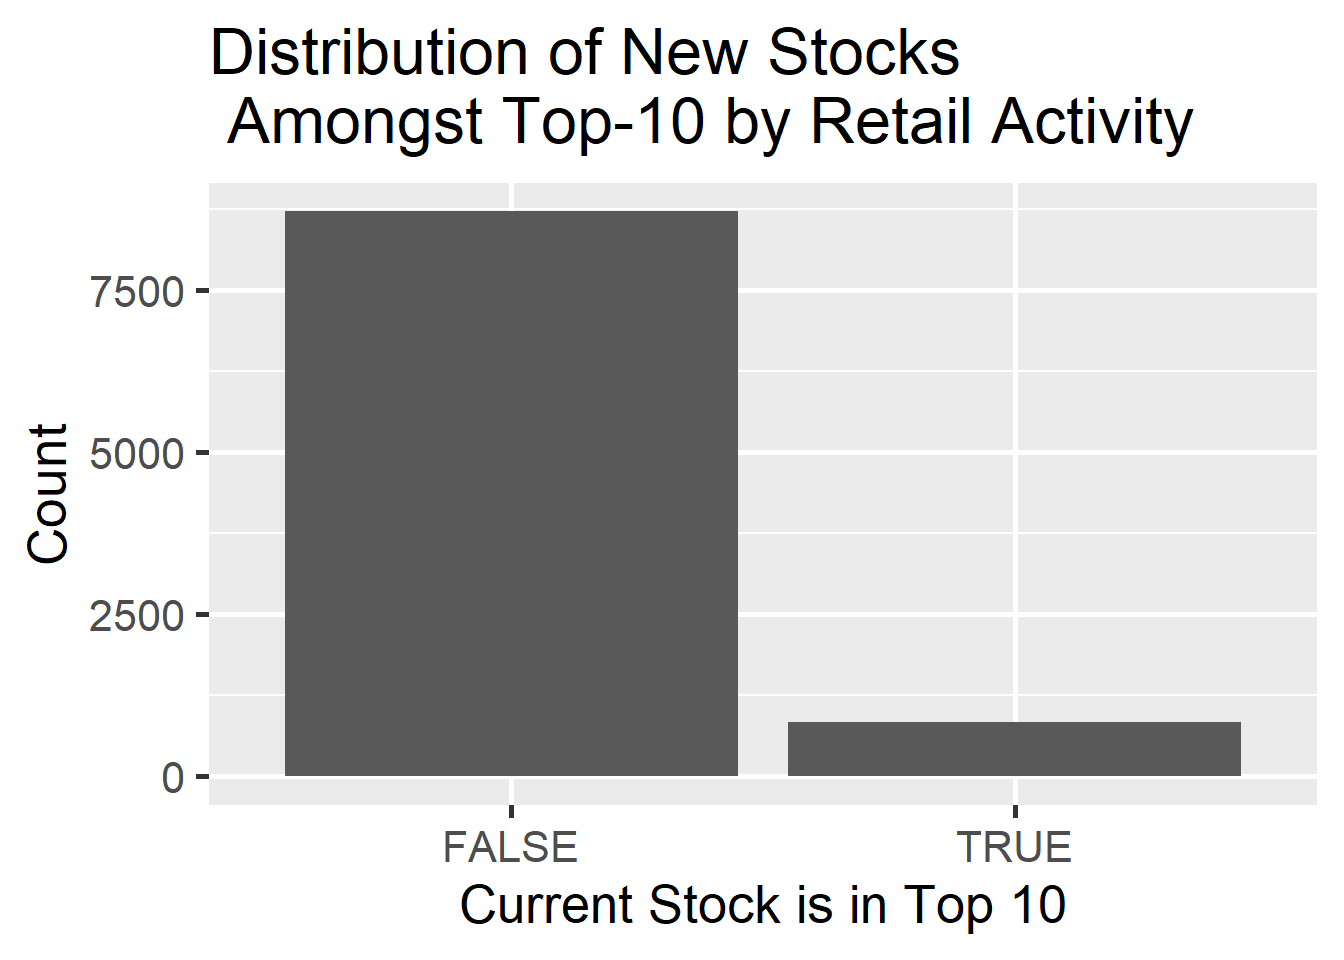 Distribution of New Stocks
Amongst Top-10 by Retail Activity
Count
7500
5000
2500
0
FALSE
TRUE
Current Stock is in Top 10